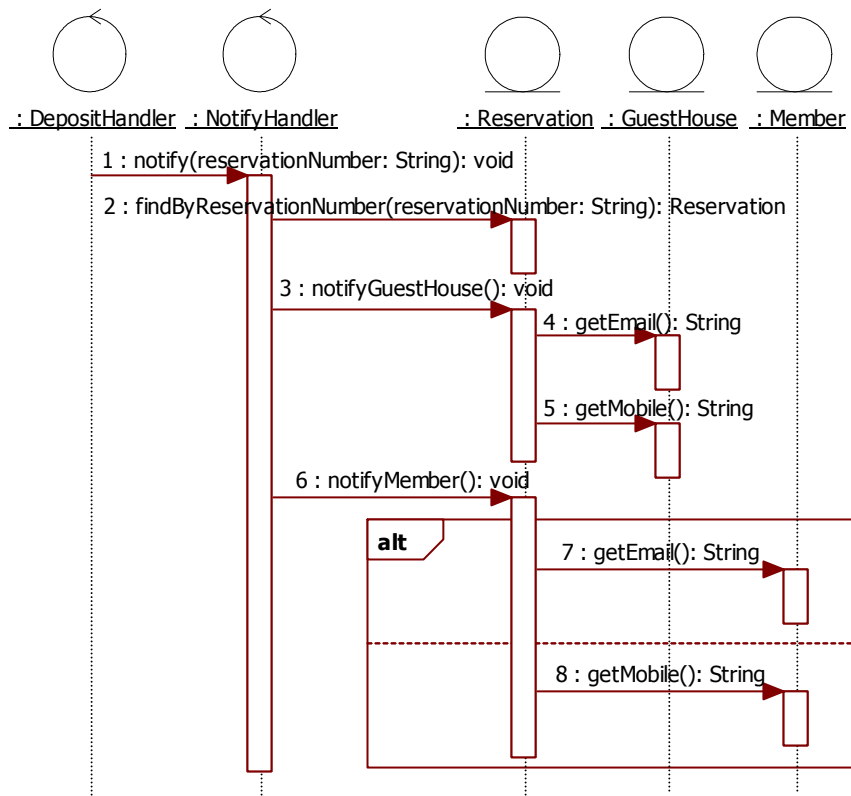 : DepositHandler
: NotifyHandler
: Reservation
: GuestHouse
: Member
1 : notify(reservationNumber: String): void
2 : findByReservationNumber(reservationNumber: String): Reservation
3 : notifyGuestHouse(): void
4 : getEmail(): String
5 : getMobile(): String
6 : notifyMember(): void
alt
7 : getEmail(): String
8 : getMobile(): String